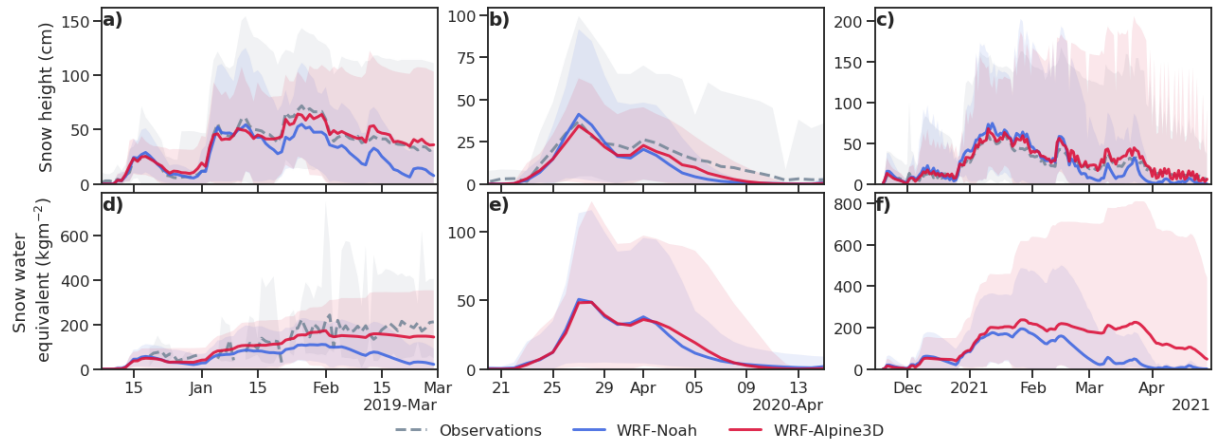 a)
b)
c)
Snow height (cm)
150
100
50
0
100
75
50
25
0
200
150
100
50
0
d)
e)
f)
Snow water
equivalent (kgm⁻²)
600
400
200
0
100
50
0
800
600
400
200
0
15 Jan 15 Feb 15 Mar
2019-Mar
21 25 29 Apr 05 09 13
2020-Apr
Dec 2021 Feb Mar Apr
2021
Observations WRF-Noah WRF-Alpine3D